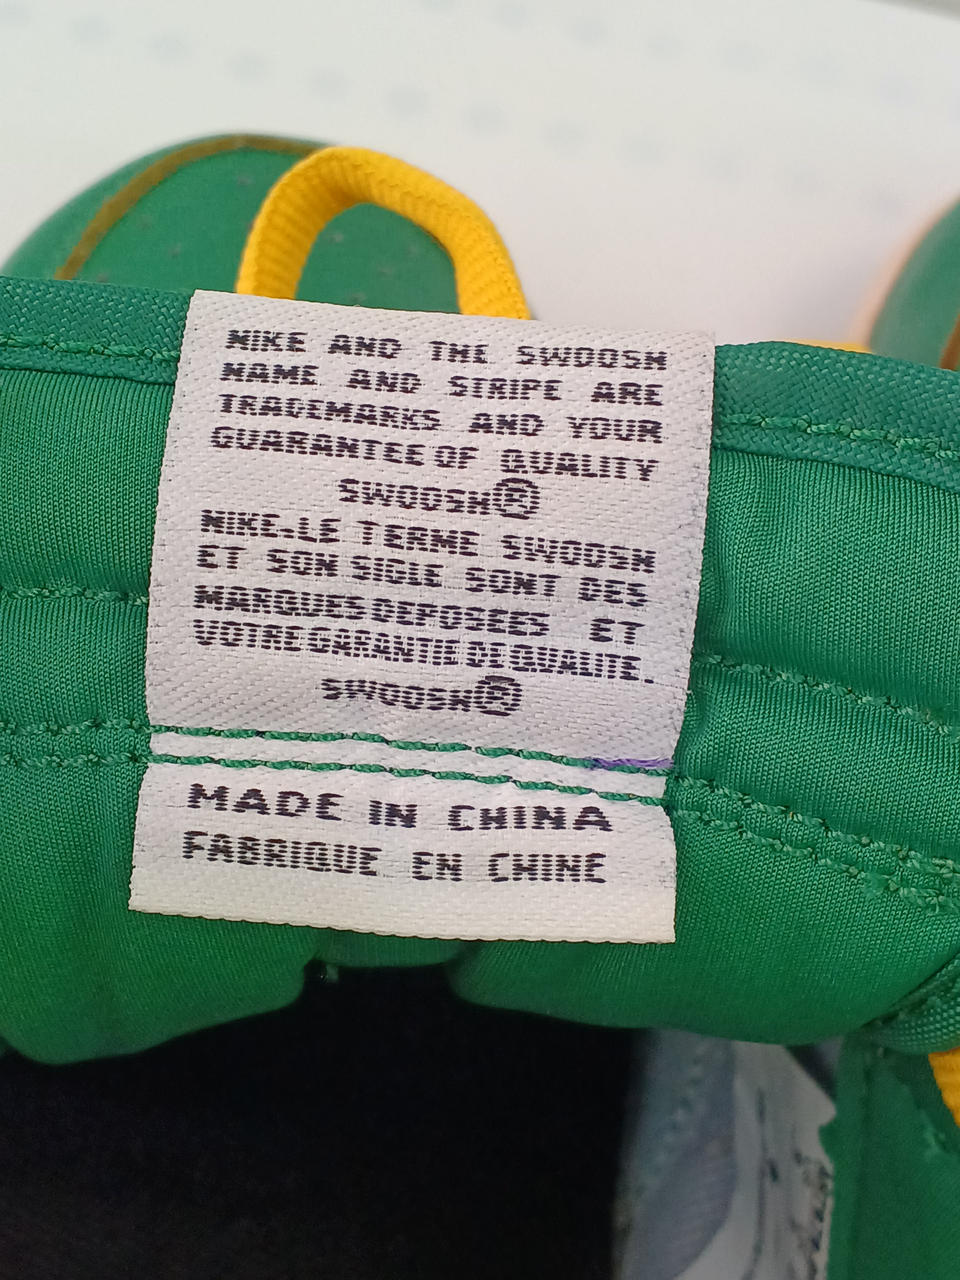 NIKE AND THE SWOOSH
NAME AND STRIPE ARE
TRADEMARKS AND YOUR
GUARANTEE OF QUALITY
SWOOSH®
NIKE.LE TERME SWOOSH
ET SON SIGLE SONT DES
MARQUES DEPOSEES ET
VOTRE GARANTIE DE QUALITE.
SWOOSH®
MADE IN CHINA
FABRIQUE EN CHINE